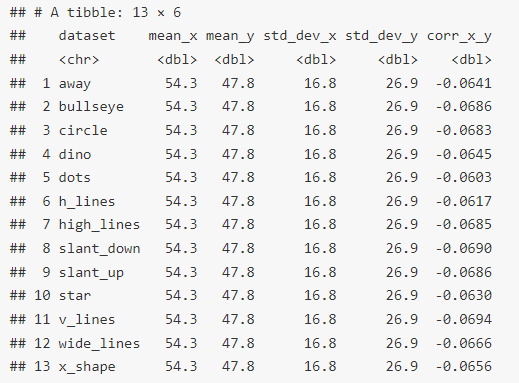 ## # A tibble: 13 × 6
## dataset mean_x mean_y std_dev_x std_dev_y corr_x_y
## <chr> <dbl> <dbl> <dbl> <dbl> <dbl>
## 1 away 54.3 47.8 16.8 26.9 -0.0641
## 2 bullseye 54.3 47.8 16.8 26.9 -0.0686
## 3 circle 54.3 47.8 16.8 26.9 -0.0683
## 4 dino 54.3 47.8 16.8 26.9 -0.0645
## 5 dots 54.3 47.8 16.8 26.9 -0.0603
## 6 h_lines 54.3 47.8 16.8 26.9 -0.0617
## 7 high_lines 54.3 47.8 16.8 26.9 -0.0685
## 8 slant_down 54.3 47.8 16.8 26.9 -0.0690
## 9 slant_up 54.3 47.8 16.8 26.9 -0.0686
## 10 star 54.3 47.8 16.8 26.9 -0.0630
## 11 v_lines 54.3 47.8 16.8 26.9 -0.0694
## 12 wide_lines 54.3 47.8 16.8 26.9 -0.0666
## 13 x_shape 54.3 47.8 16.8 26.9 -0.0656